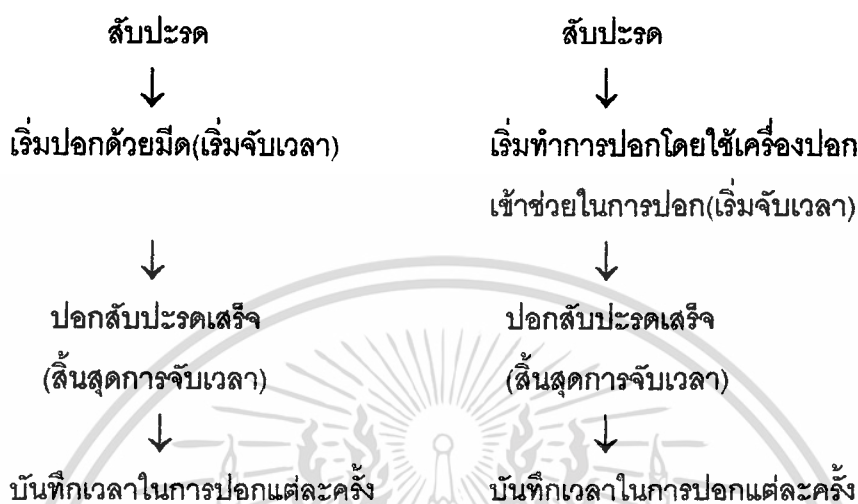 สับปะรด
↓
เริ่มปอกด้วยมีด(เริ่มจับเวลา)
↓
ปอกสับปะรดเสร็จ
(สิ้นสุดการจับเวลา)
↓
บันทึกเวลาในการปอกแต่ละครั้ง
สับปะรด
↓
เริ่มทำการปอกโดยใช้เครื่องปอก
เข้าช่วยในการปอก(เริ่มจับเวลา)
↓
ปอกสับปะรดเสร็จ
(สิ้นสุดการจับเวลา)
↓
บันทึกเวลาในการปอกแต่ละครั้ง